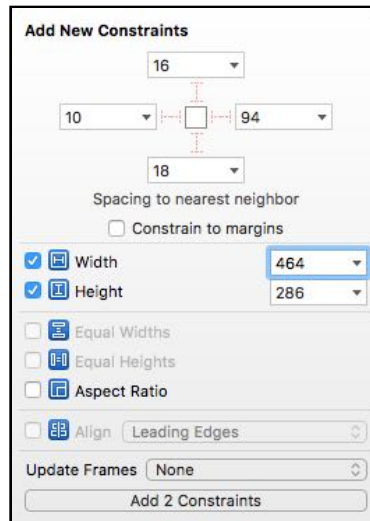 Add New Constraints
16
10 94
18
Spacing to nearest neighbor
Constrain to margins
Width 464
Height 286
Equal Widths
Equal Heights
Aspect Ratio
Align Leading Edges
Update Frames None
Add 2 Constraints